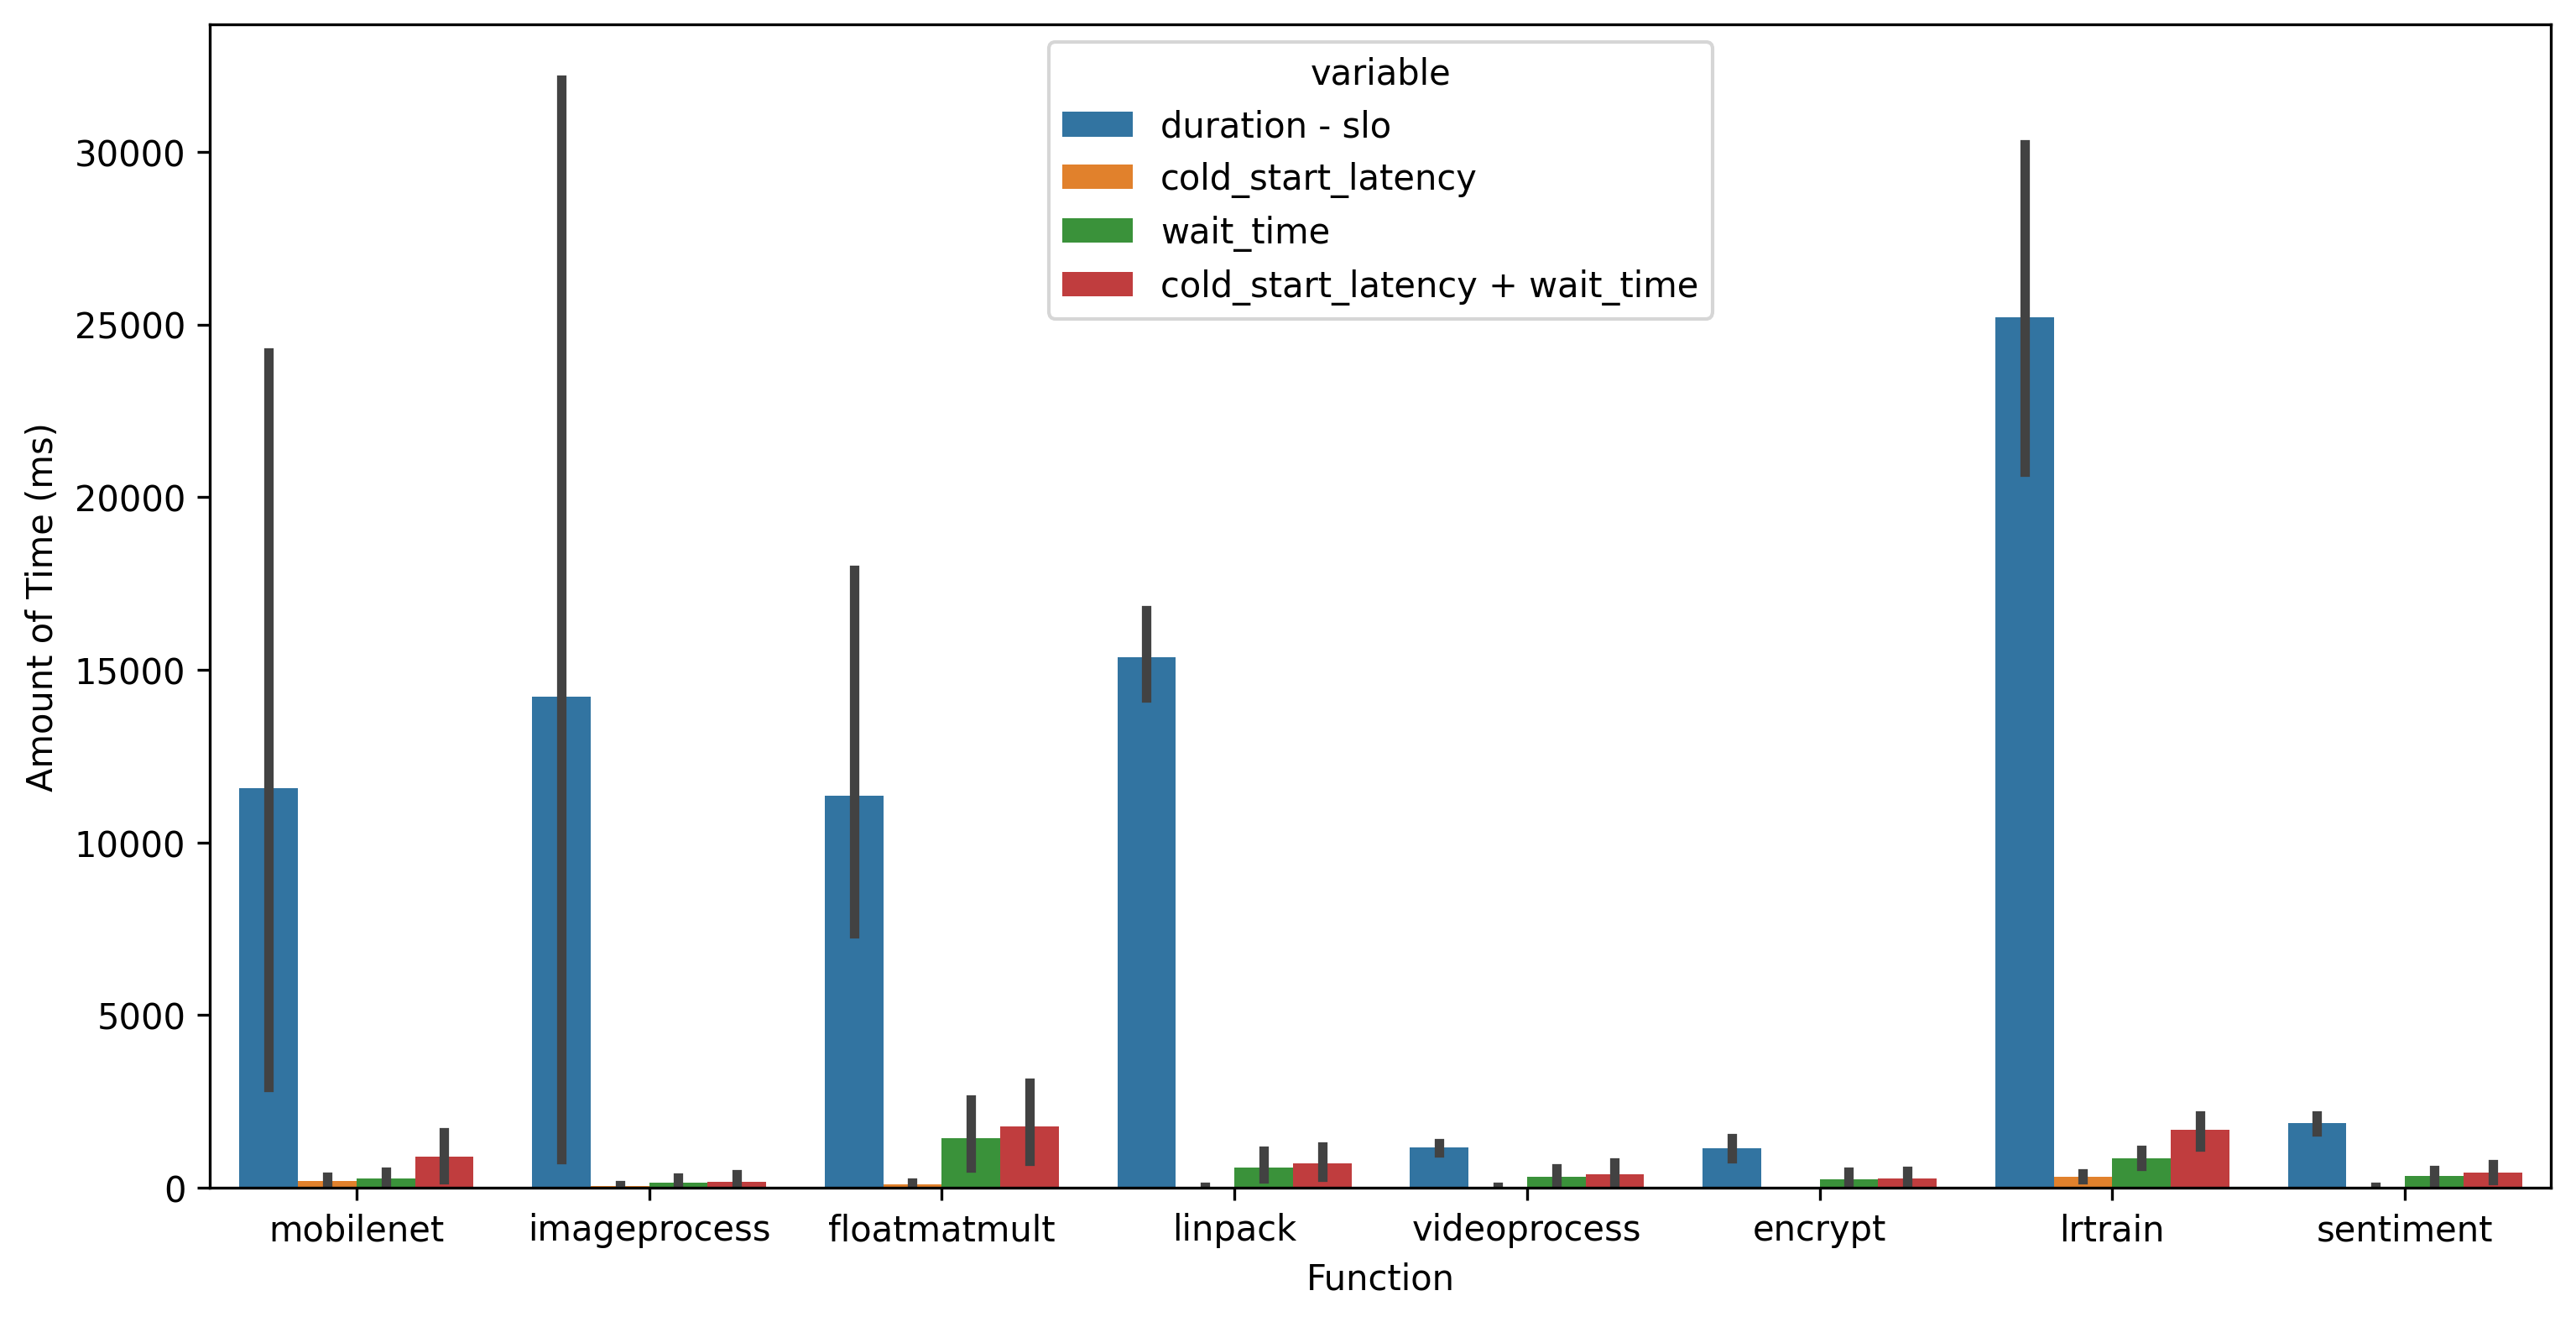 variable
duration - slo
cold_start_latency
wait_time
cold_start_latency + wait_time
Amount of Time (ms)
30000
25000
20000
15000
10000
5000
0
mobilenet imageprocess floatmatmult linpack videoprocess encrypt lrtrain sentiment
Function